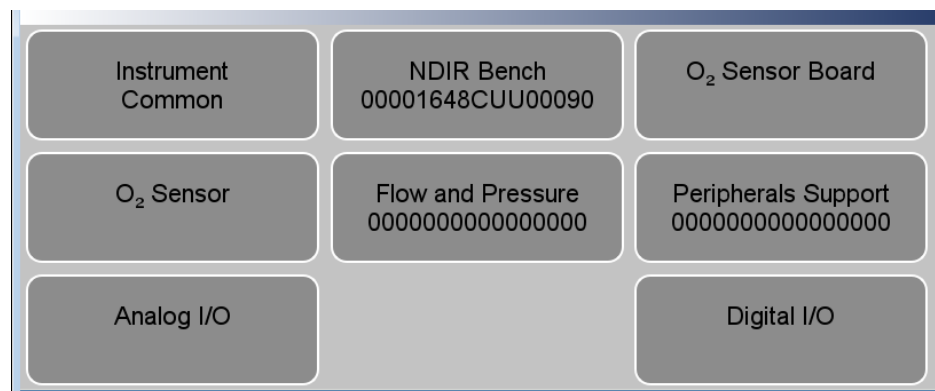 Instrument
Common
NDIR Bench
00001648CUU00090
O₂ Sensor Board
O₂ Sensor
Flow and Pressure
0000000000000000
Peripherals Support
0000000000000000
Analog I/O
Digital I/O